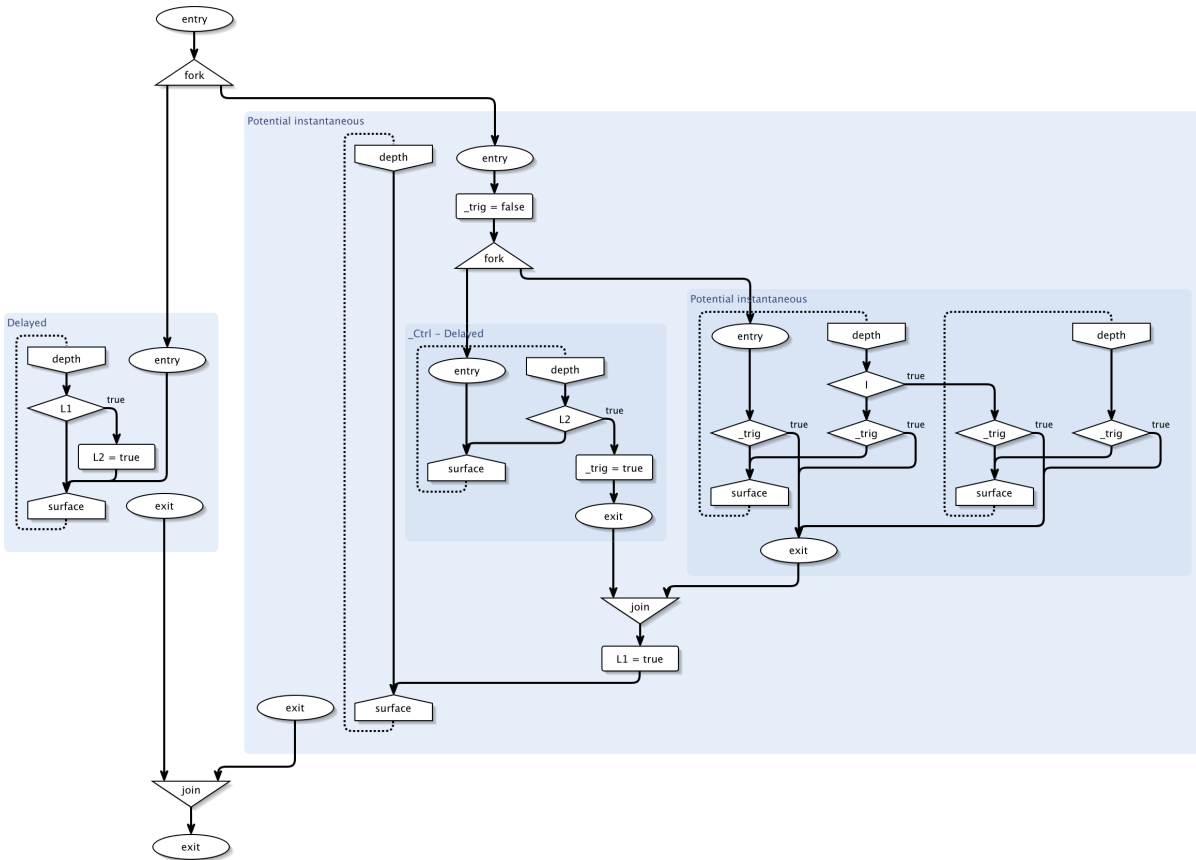 entry
fork
Potential instantaneous
depth
entry
_trig = false
fork
Potential instantaneous
Delayed
_Ctrl - Delayed
entry
depth
depth
depth
entry
entry
depth
I
true
L1
true
L2
true
_trig
true
_trig
true
_trig
true
_trig
true
L2 = true
surface
_trig = true
surface
surface
surface
exit
exit
exit
join
L1 = true
exit
surface
join
exit